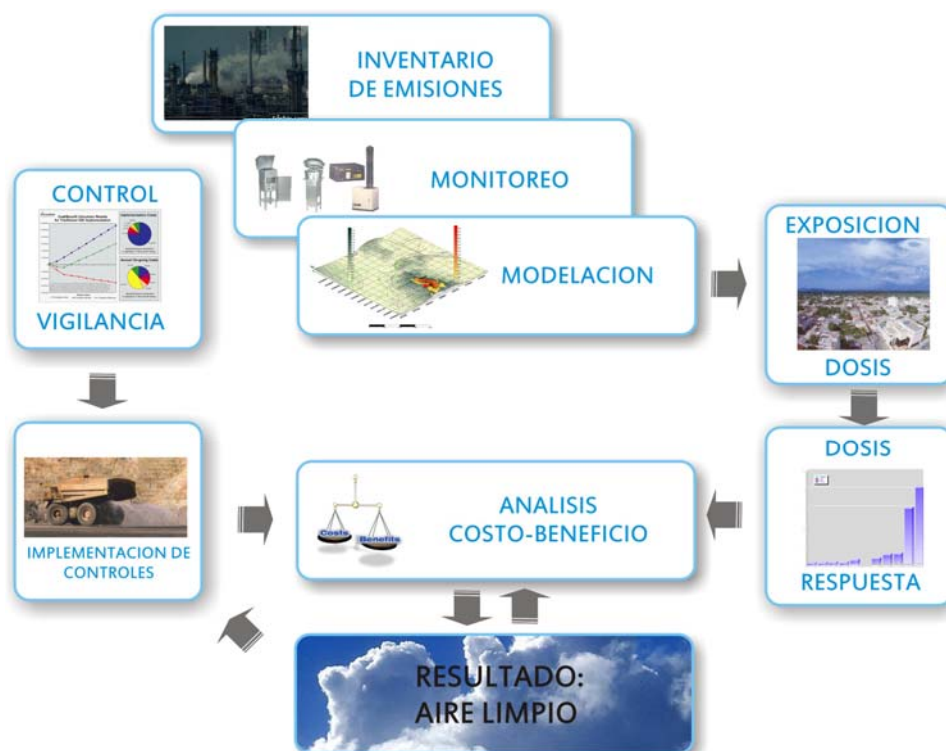 INVENTARIO
DE EMISIONES
MONITOREO
MODELACION
CONTROL
VIGILANCIA
EXPOSICION
DOSIS
DOSIS
RESPUESTA
IMPLEMENTACION DE
CONTROLES
Costs
Benefits
ANALISIS
COSTO-BENEFICIO
RESULTADO:
AIRE LIMPIO